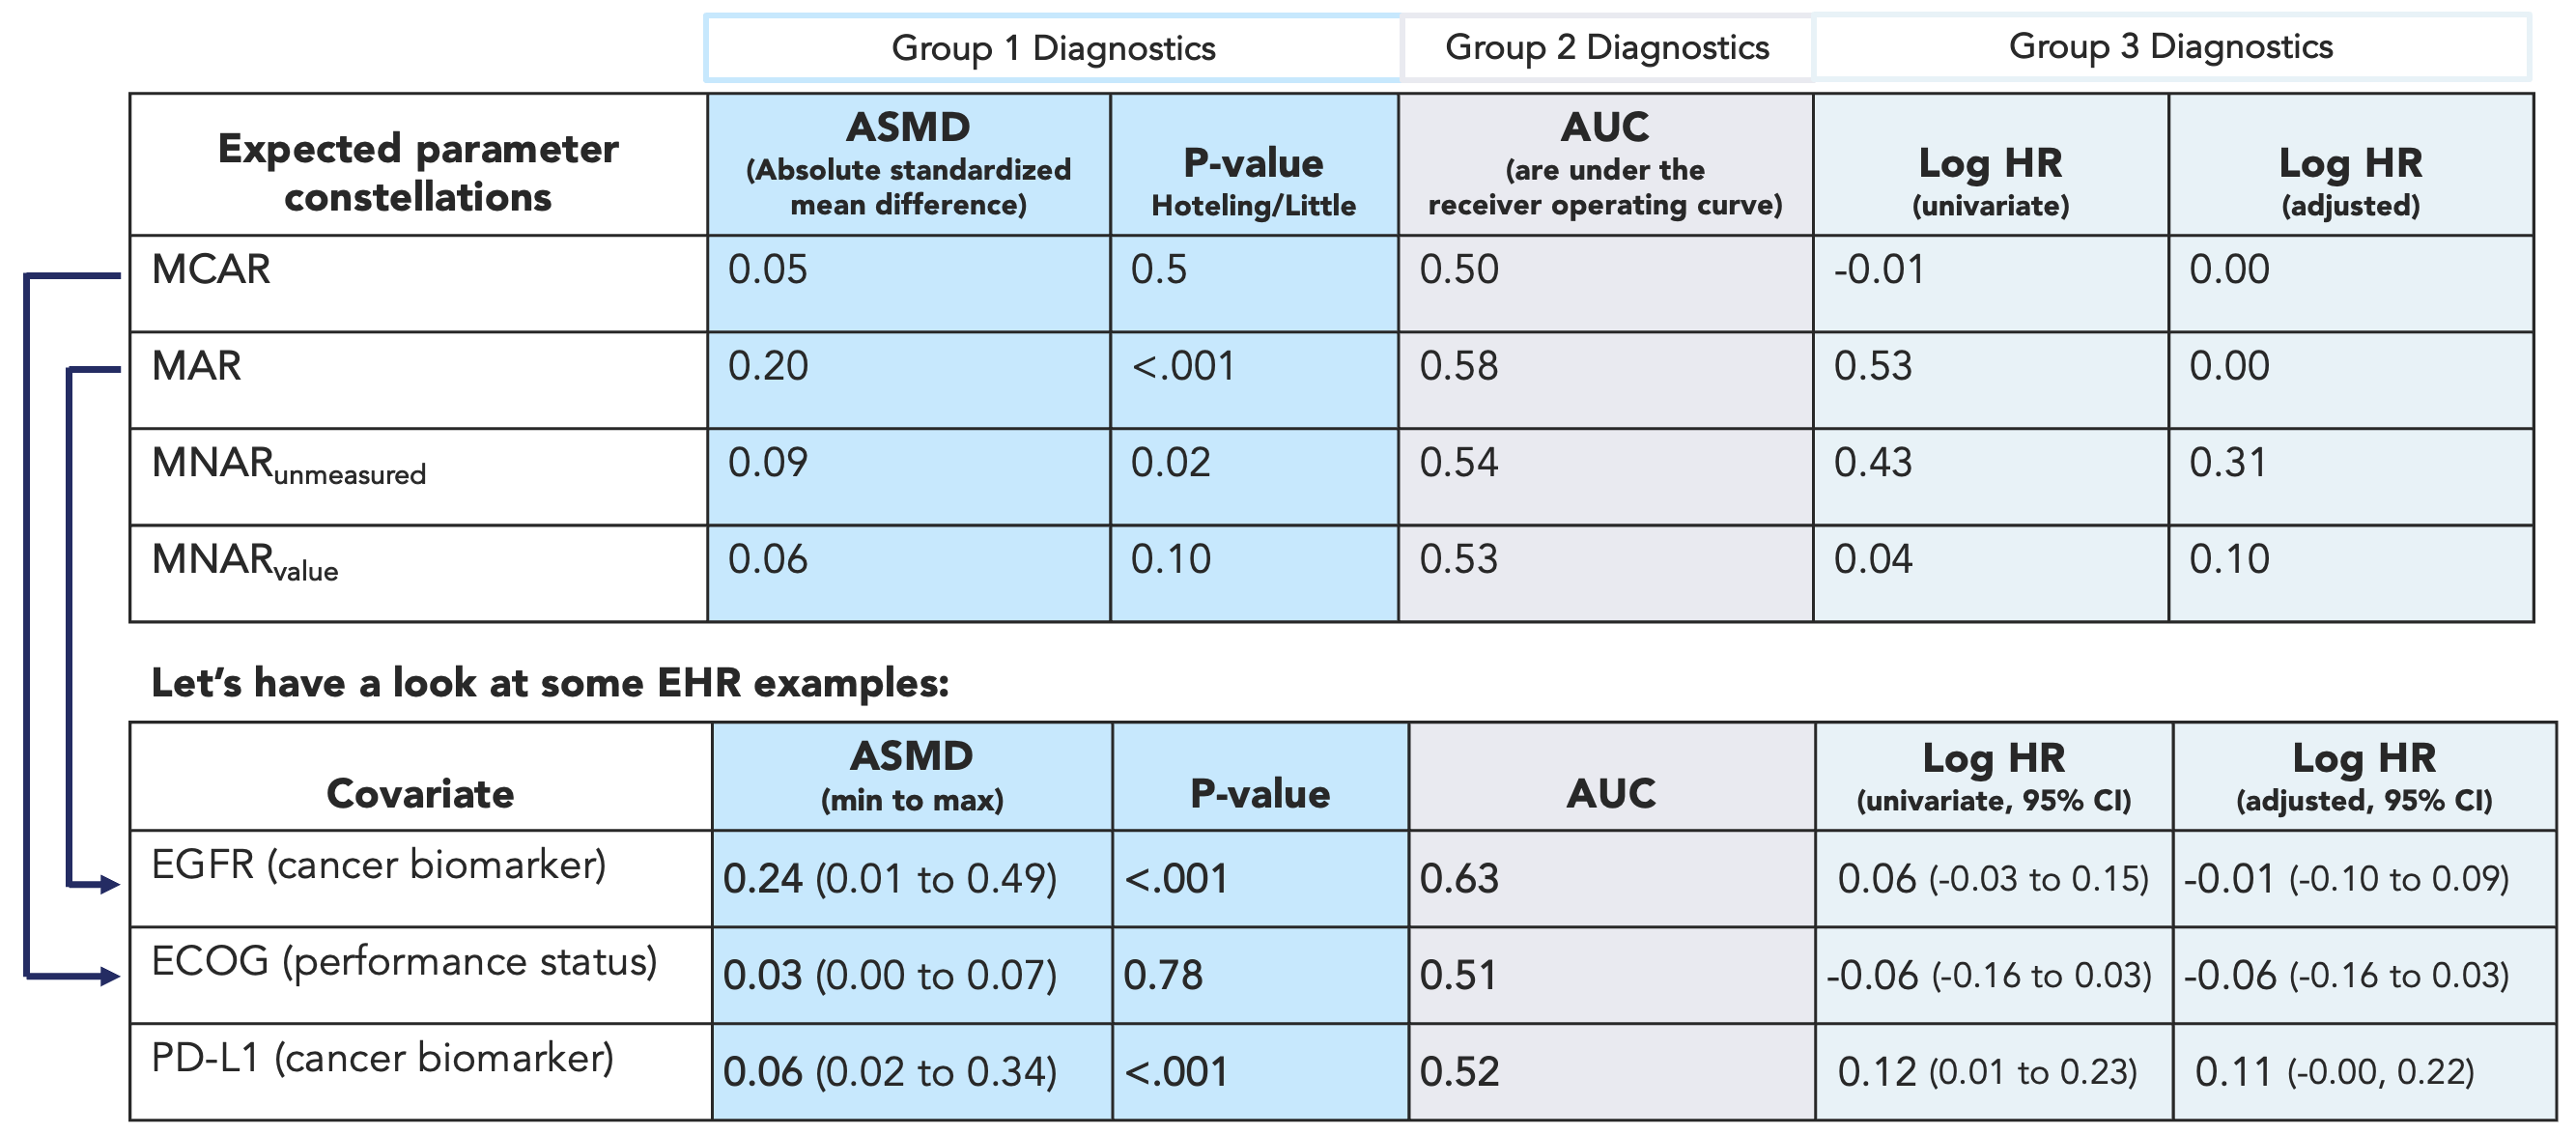 Group 1 Diagnostics Group 2 Diagnostics Group 3 Diagnostics
Expected parameter
constellations
ASMD
(Absolute standardized
mean difference)
P-value
Hoteling/Little
AUC
(are under the
receiver operating curve)
Log HR
(univariate)
Log HR
(adjusted)
MCAR 0.05 0.5 0.50 -0.01 0.00
MAR 0.20 <.001 0.58 0.53 0.00
MNARunmeasured 0.09 0.02 0.54 0.43 0.31
MNARvalue 0.06 0.10 0.53 0.04 0.10
Let’s have a look at some EHR examples:
Covariate
ASMD
(min to max)
P-value
AUC
Log HR
(univariate, 95% CI)
Log HR
(adjusted, 95% CI)
EGFR (cancer biomarker) 0.24 (0.01 to 0.49) <.001 0.63 0.06 (-0.03 to 0.15) -0.01 (-0.10 to 0.09)
ECOG (performance status) 0.03 (0.00 to 0.07) 0.78 0.51 -0.06 (-0.16 to 0.03) -0.06 (-0.16 to 0.03)
PD-L1 (cancer biomarker) 0.06 (0.02 to 0.34) <.001 0.52 0.12 (0.01 to 0.23) 0.11 (-0.00, 0.22)